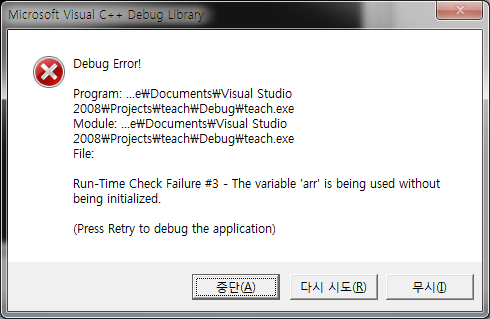 Microsoft Visual C++ Debug Library
Debug Error!
Program: ...e₩Documents₩Visual Studio
2008₩Projects₩teach₩Debug₩teach.exe
Module: ...e₩Documents₩Visual Studio
2008₩Projects₩teach₩Debug₩teach.exe
File:
Run-Time Check Failure #3 - The variable 'arr' is being used without
being initialized.
(Press Retry to debug the application)
중단(A)
다시 시도(R)
무시(I)